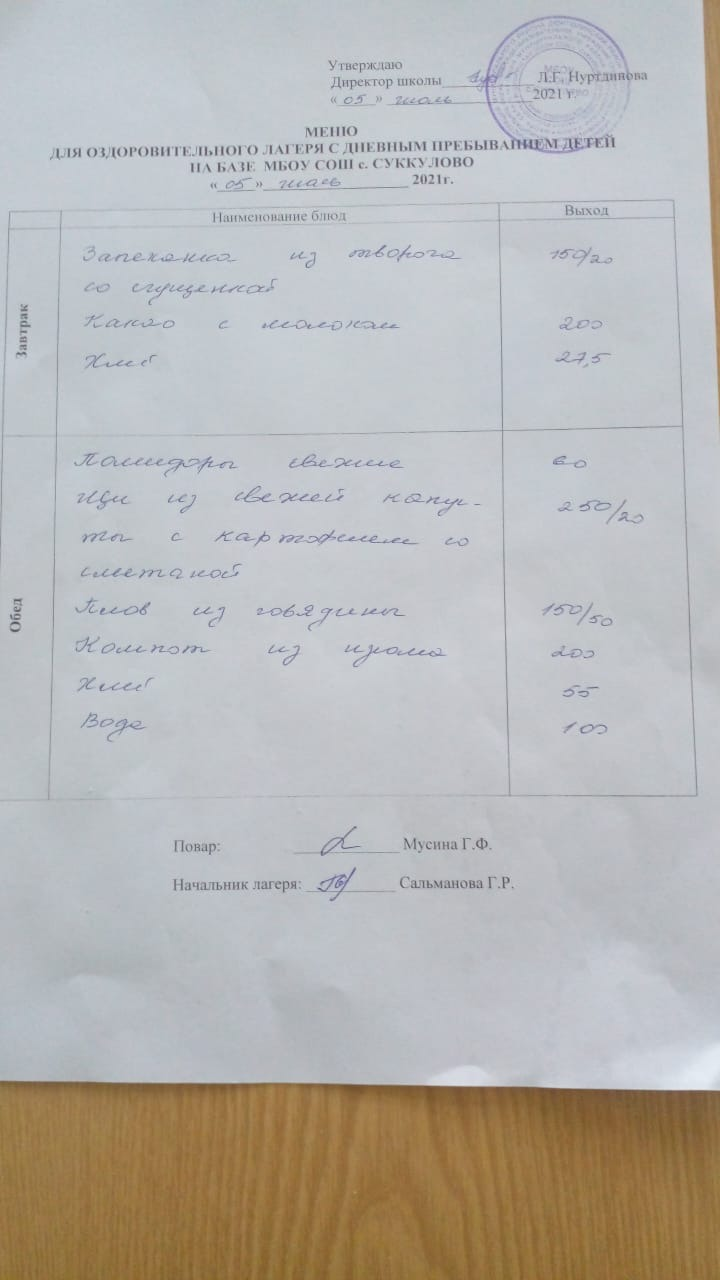 Утверждаю
Директор школы Л.Г. Нуртдинова
«05» июль 2021 г.
МЕНЮ
ДЛЯ ОЗДОРОВИТЕЛЬНОГО ЛАГЕРЯ С ДНЕВНЫМ ПРЕБЫВАНИЕМ ДЕТЕЙ
НА БАЗЕ МБОУ СОШ с. СУККУЛОВО
«05» июль 2021г.
Наименование блюд Выход
Завтрак
Запеканка из творога 150/20
со сгущенкой
Какао с молоком 200
Хлеб 27,5
Обед
Помидоры свежие 60
Щи из свежей капус- 250/20
ты с картофелем со
сметаной
Плов из говядины 150/50
Компот из изюма 200
Хлеб 55
Вода 100
Повар: Мусина Г.Ф.
Начальник лагеря: Сальманова Г.Р.